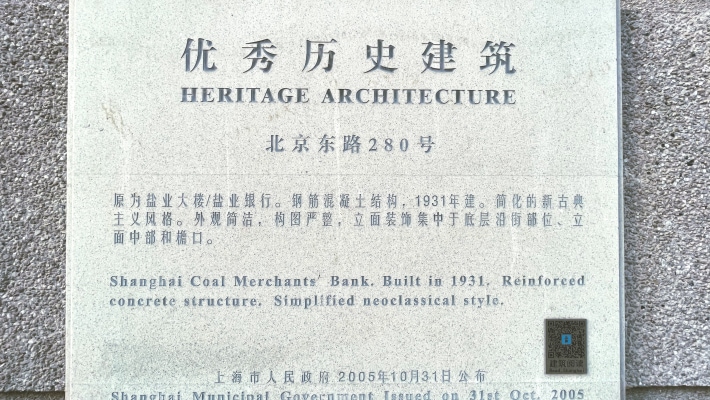 优秀历史建筑
HERITAGE ARCHITECTURE
北京东路280号
原为盐业大楼/盐业银行。钢筋混凝土结构，1931年建。简化的新古典
主义风格。外观简洁，构图严整，立面装饰集中于底层沿街部位、立
面中部和檐口。
Shanghai Coal Merchants' Bank. Built in 1931. Reinforced
concrete structure. Simplified neoclassical style.
建筑阅读
上海市人民政府 2005年10月31日公布
Shanghai Municipal Government Issued on 31st Oct. 2005